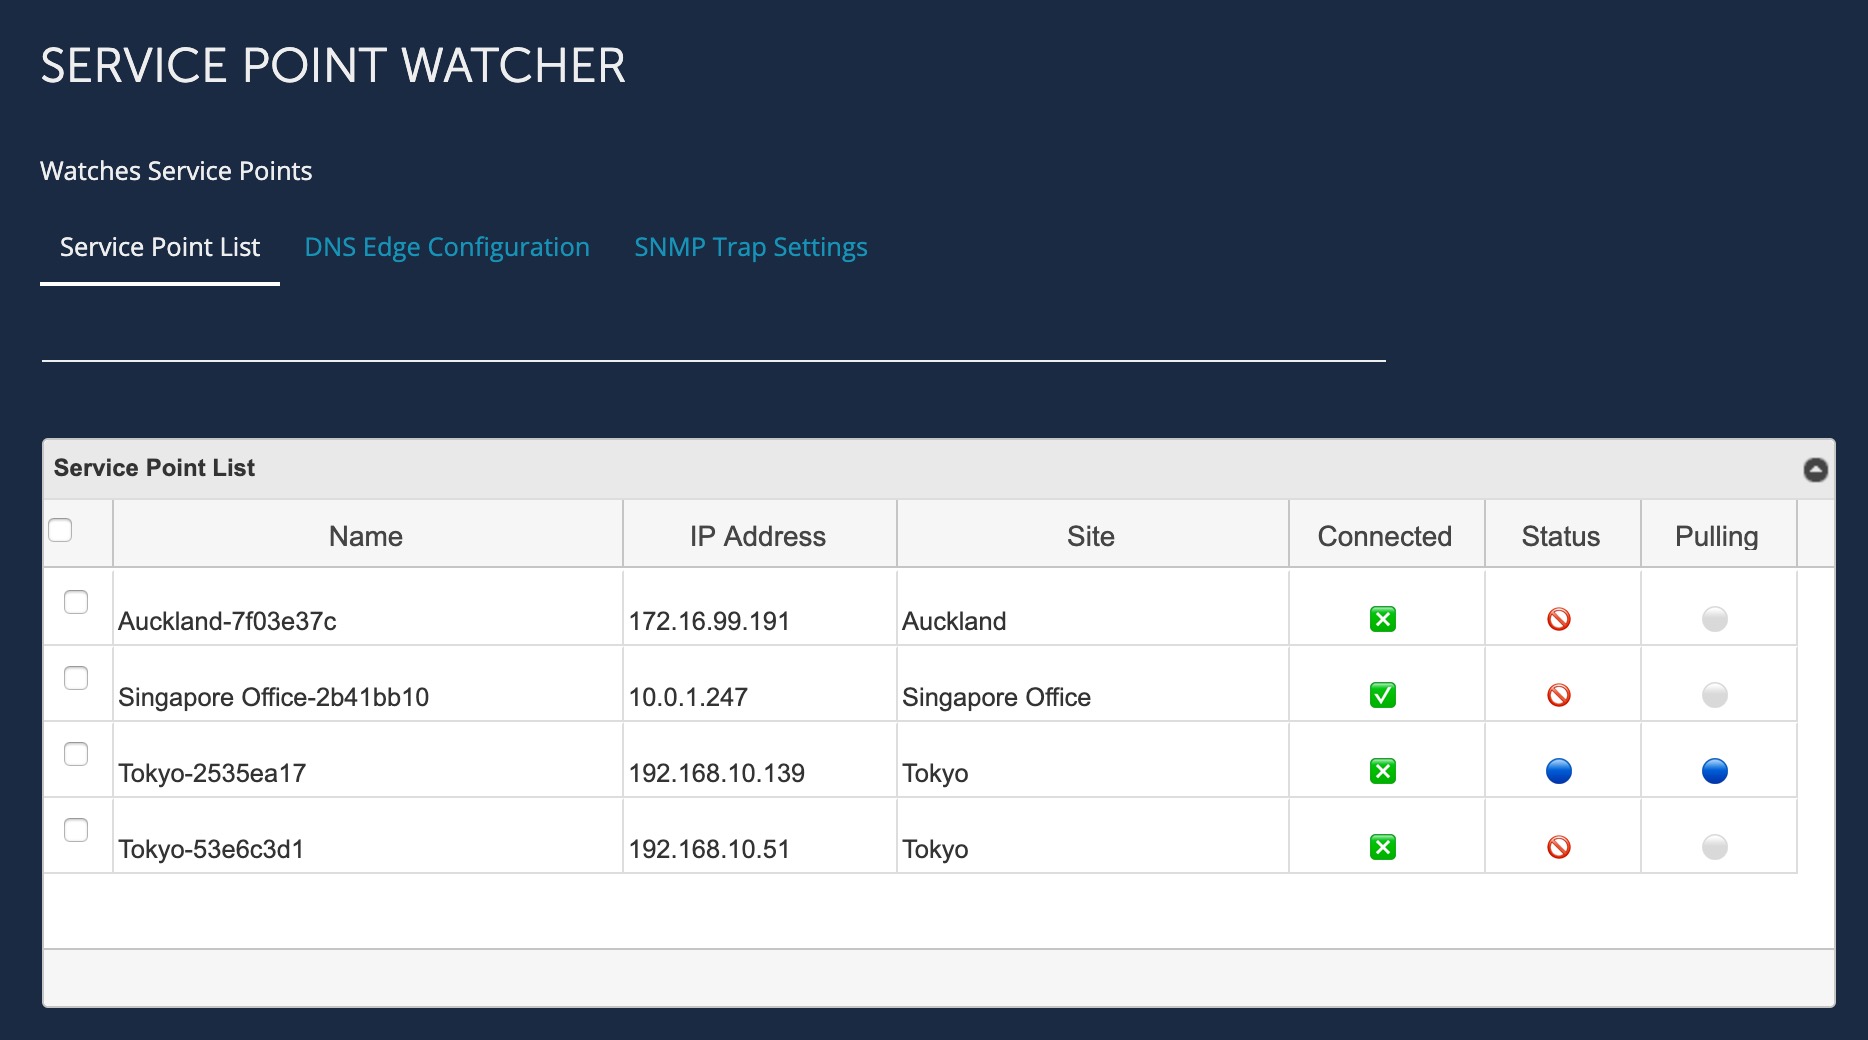 SERVICE POINT WATCHER
Watches Service Points
Service Point List DNS Edge Configuration SNMP Trap Settings
Service Point List
Name IP Address Site Connected Status Pulling
Auckland-7f03e37c 172.16.99.191 Auckland
Singapore Office-2b41bb10 10.0.1.247 Singapore Office
Tokyo-2535ea17 192.168.10.139 Tokyo
Tokyo-53e6c3d1 192.168.10.51 Tokyo